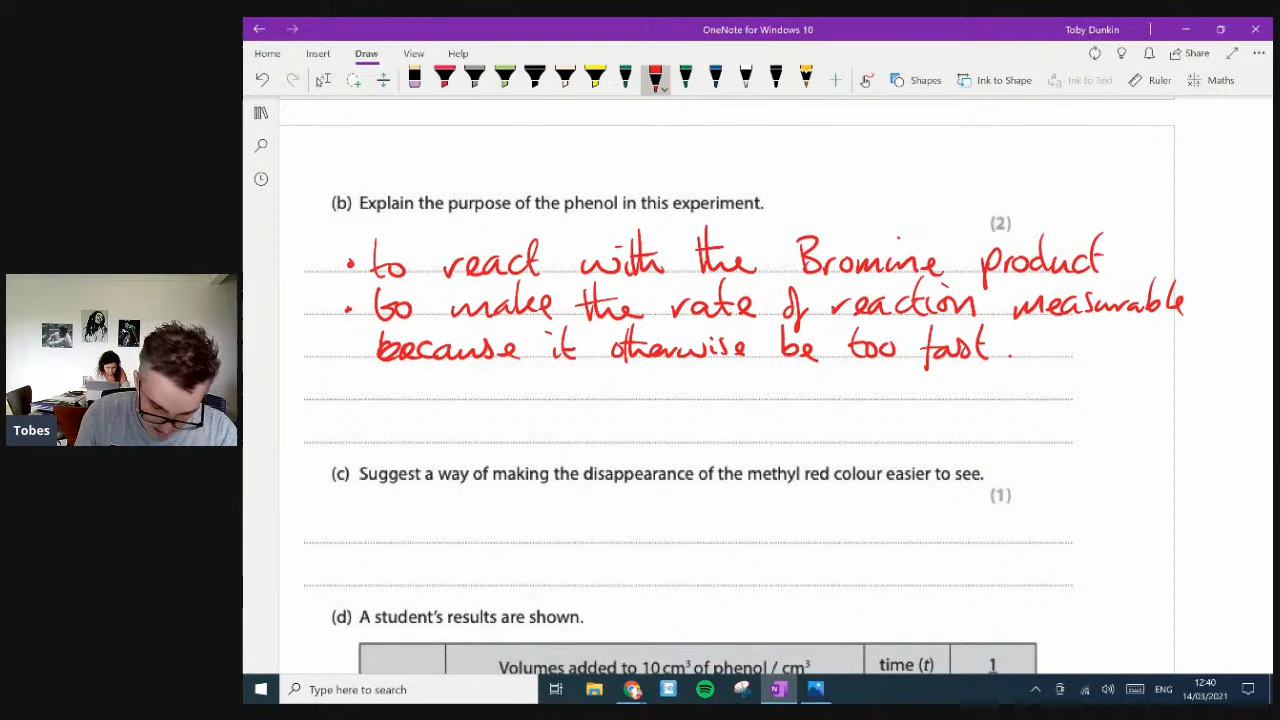 OneNote for Windows 10
Toby Dunkin
Home
Insert
Draw
View
Help
Share
Shapes
Ink to Shape
Ink to Text
Ruler
Maths
(b) Explain the purpose of the phenol in this experiment.
(2)
• to react with the Bromine product
• to make the rate of reaction measurable
because it otherwise be too fast.
(c) Suggest a way of making the disappearance of the methyl red colour easier to see.
(1)
(d) A student's results are shown.
Volumes added to 10 cm³ of phenol / cm³
time (t)
1
Tobes
Type here to search
ENG
12:40
14/03/2021